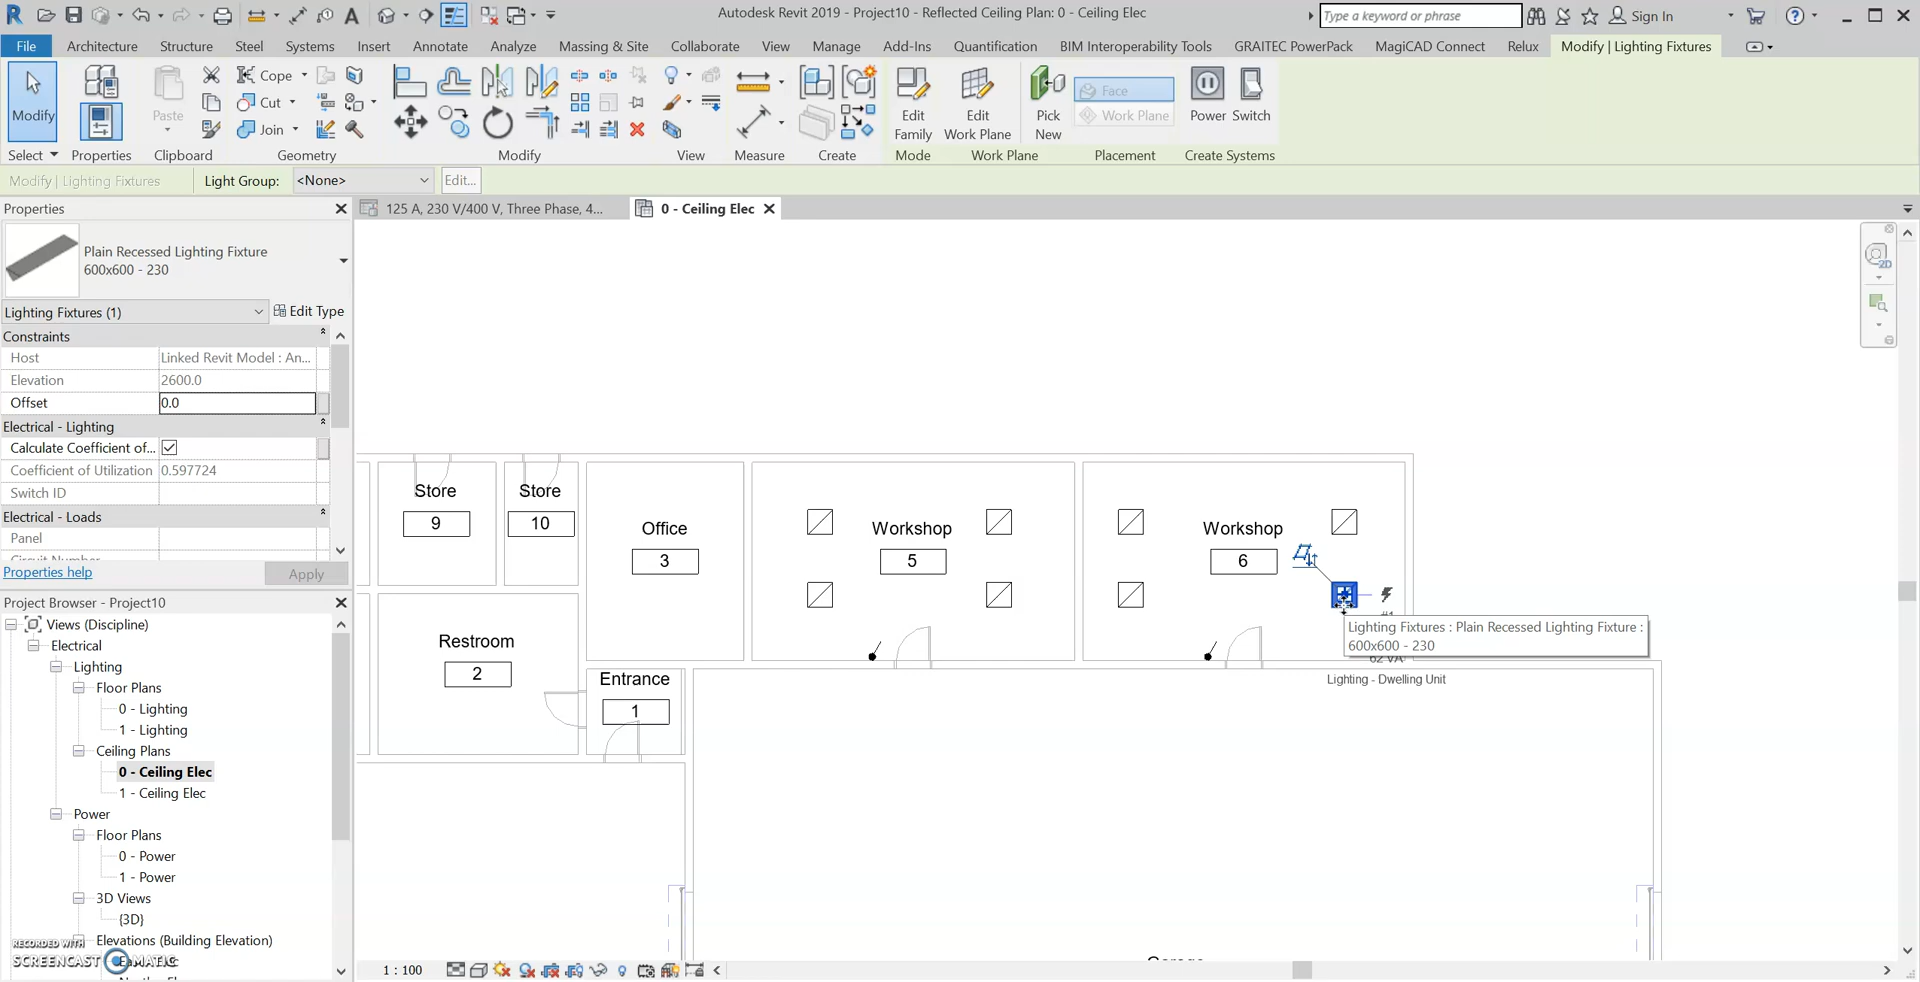 Autodesk Revit 2019 - Project10 - Reflected Ceiling Plan: 0 - Ceiling Elec
Type a keyword or phrase
Sign In
File Architecture Structure Steel Systems Insert Annotate Analyze Massing & Site Collaborate View Manage Add-Ins Quantification BIM Interoperability Tools GRAITEC PowerPack MagiCAD Connect Relux Modify | Lighting Fixtures
Modify
Paste
Cope
Cut
Join
Edit Family
Edit Work Plane
Pick New
Face
Work Plane
Power Switch
Select Properties Clipboard Geometry Modify View Measure Create Mode Work Plane Placement Create Systems
Modify | Lighting Fixtures Light Group: <None> Edit...
Properties
125 A, 230 V/400 V, Three Phase, 4...
0 - Ceiling Elec
Plain Recessed Lighting Fixture
600x600 - 230
Lighting Fixtures (1) Edit Type
Constraints
Host Linked Revit Model : An...
Elevation 2600.0
Offset 0.0
Electrical - Lighting
Calculate Coefficient of...
Coefficient of Utilization 0.597724
Switch ID
Electrical - Loads
Panel
Circuit Number
Properties help Apply
Project Browser - Project10
Views (Discipline)
Electrical
Lighting
Floor Plans
0 - Lighting
1 - Lighting
Ceiling Plans
0 - Ceiling Elec
1 - Ceiling Elec
Power
Floor Plans
0 - Power
1 - Power
3D Views
{3D}
Elevations (Building Elevation)
RECORDED WITH
SCREENCAST MATIC
Store
9
Store
10
Office
3
Workshop
5
Workshop
6
Restroom
2
Entrance
1
#1
Lighting Fixtures : Plain Recessed Lighting Fixture :
600x600 - 230
62 VA
Lighting - Dwelling Unit
Garage
1 : 100
2D